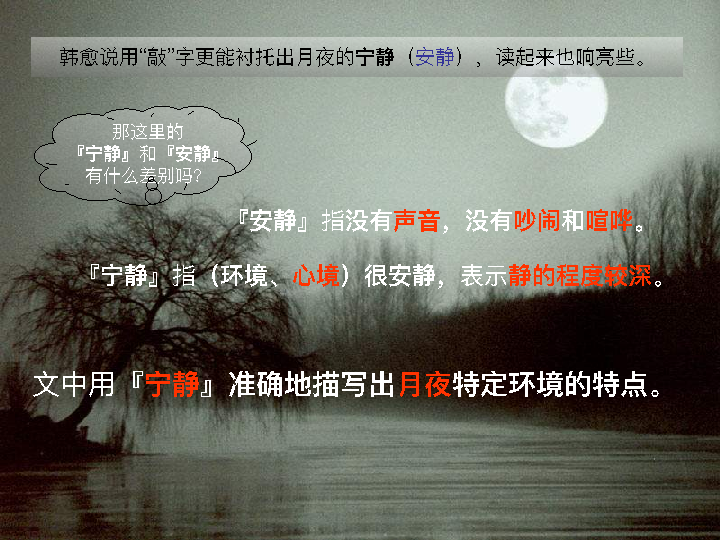 韩愈说用“敲”字更能衬托出月夜的宁静（安静），读起来也响亮些。
那这里的
『宁静』和『安静』
有什么差别吗？
『安静』指没有声音，没有吵闹和喧哗。
『宁静』指（环境、心境）很安静，表示静的程度较深。
文中用『宁静』准确地描写出月夜特定环境的特点。